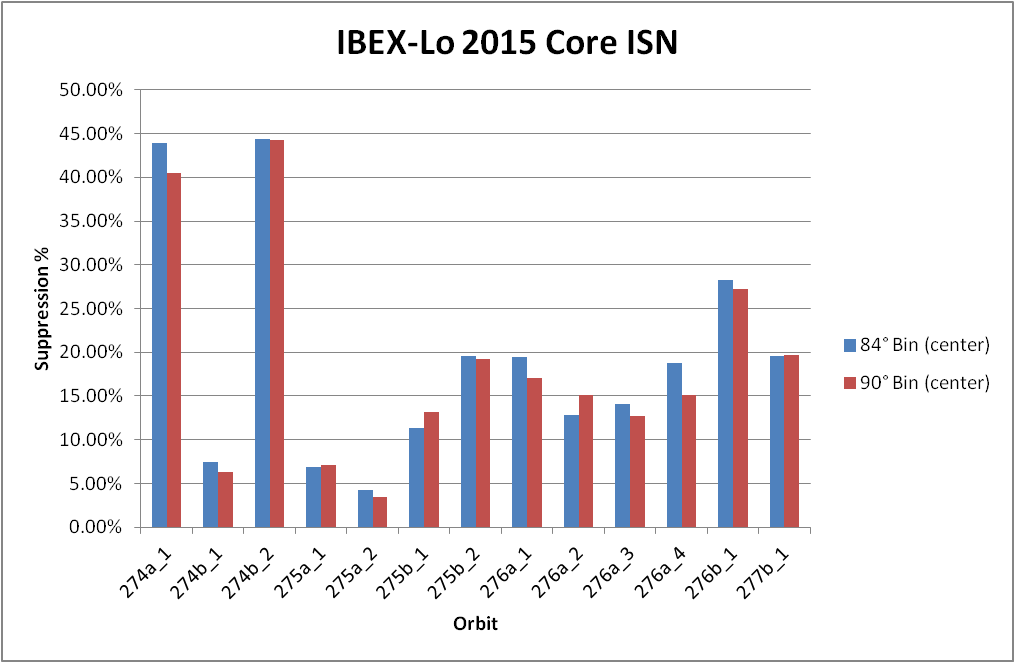 IBEX-Lo 2015 Core ISN
50.00%
45.00%
40.00%
35.00%
30.00%
25.00%
20.00%
15.00%
10.00%
5.00%
0.00%
Suppression %
274a_1
274b_1
274b_2
275a_1
275a_2
275b_1
275b_2
276a_1
276a_2
276a_3
276a_4
276b_1
277b_1
Orbit
84° Bin (center)
90° Bin (center)